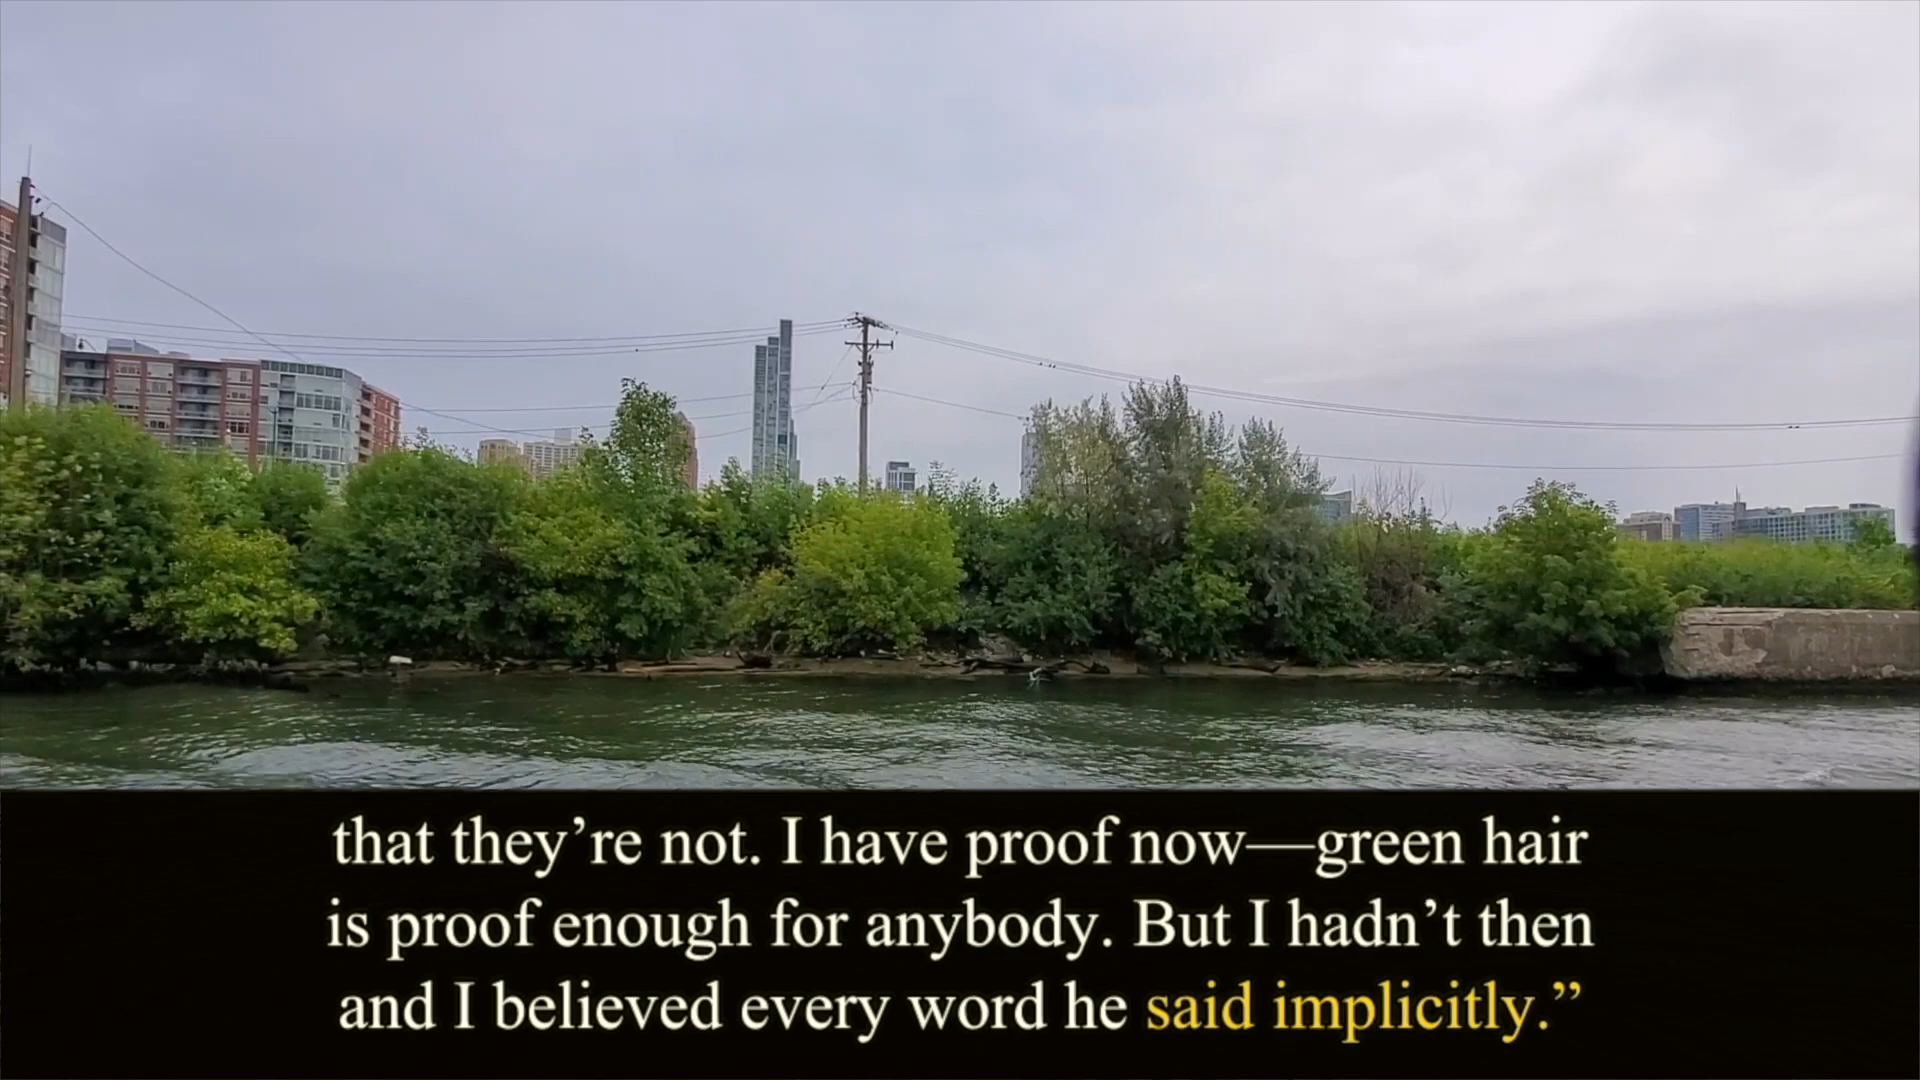 that they’re not. I have proof now—green hair
is proof enough for anybody. But I hadn’t then
and I believed every word he said implicitly.”